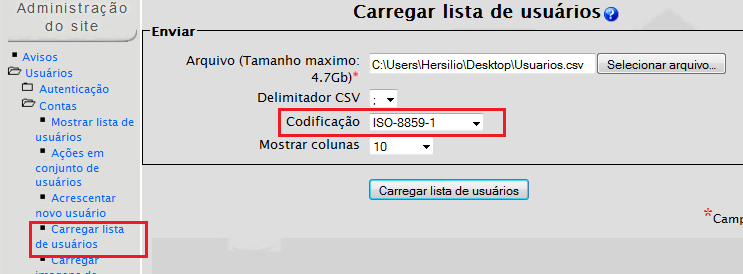 Administração
do site
Avisos
Usuários
Autenticação
Contas
Mostrar lista de
usuários
Ações em
conjunto de
usuários
Acrescentar
novo usuário
Carregar lista
de usuários
Carregar
Carregar lista de usuários
Enviar
Arquivo (Tamanho maximo:
4.7Gb)*
C:\Users\Hersilio\Desktop\Usuarios.csv
Selecionar arquivo...
Delimitador CSV
;
Codificação
ISO-8859-1
Mostrar colunas
10
Carregar lista de usuários
*Camp